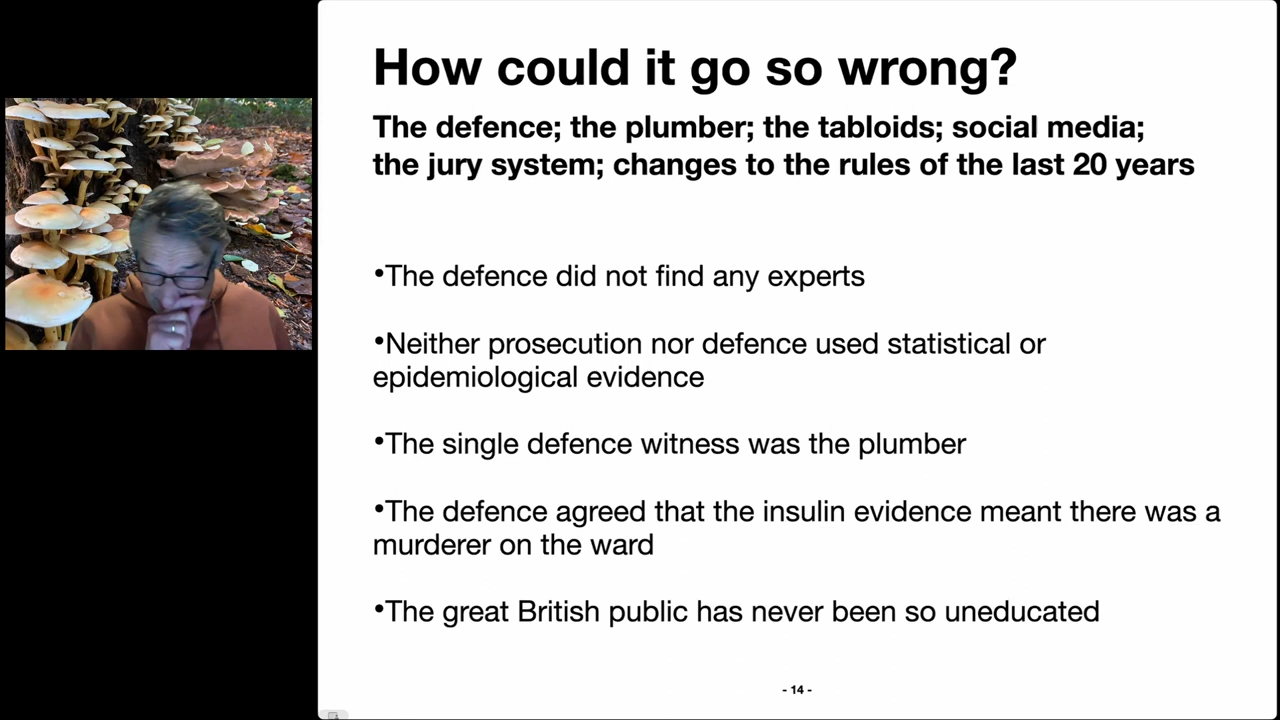 How could it go so wrong?
The defence; the plumber; the tabloids; social media;
the jury system; changes to the rules of the last 20 years
•The defence did not find any experts
•Neither prosecution nor defence used statistical or
epidemiological evidence
•The single defence witness was the plumber
•The defence agreed that the insulin evidence meant there was a
murderer on the ward
•The great British public has never been so uneducated
- 14 -